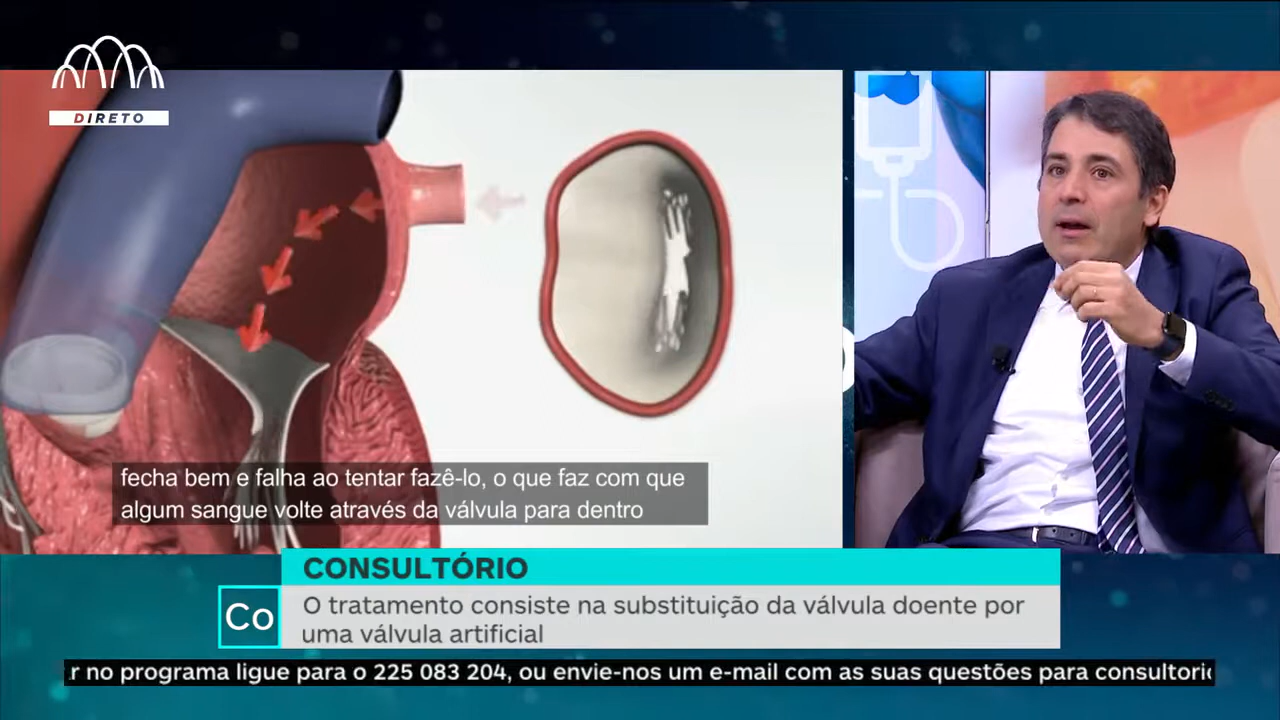 DIRETO
fecha bem e falha ao tentar fazê-lo, o que faz com que
algum sangue volte através da válvula para dentro
CONSULTÓRIO
Co
O tratamento consiste na substituição da válvula doente por
uma válvula artificial
no programa ligue para o 225 083 204, ou envie-nos um e-mail com as suas questões para